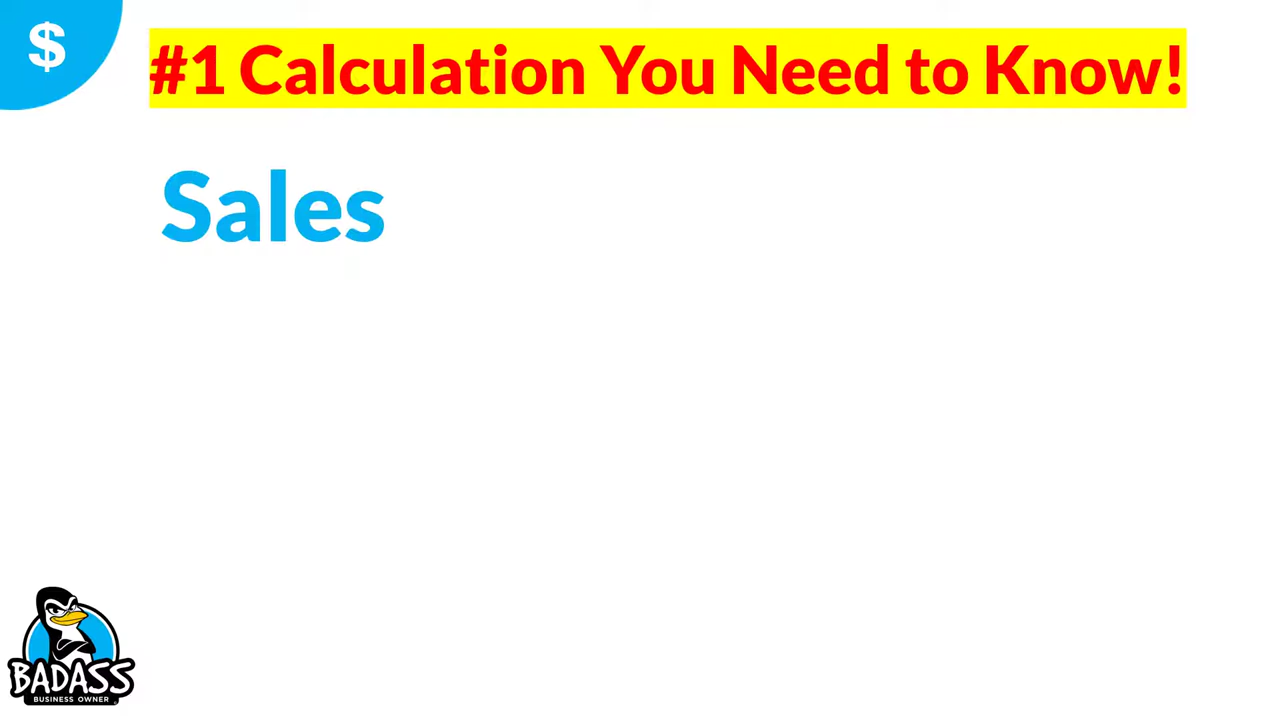 $
#1 Calculation You Need to Know!
Sales
BADASS
BUSINESS OWNER